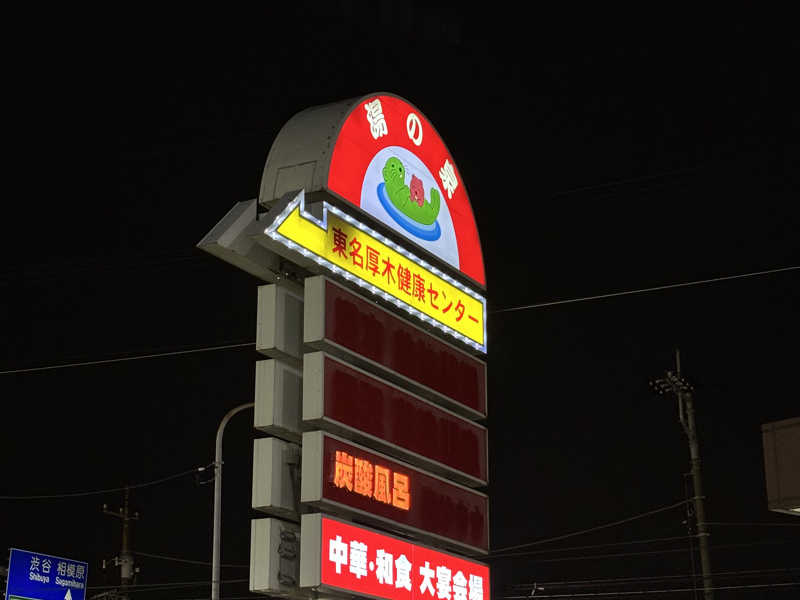 湯の泉
東名厚木健康センター
炭酸風呂
中華・和食 大宴会場
渋谷 相模原
Shibuya Sagamihara